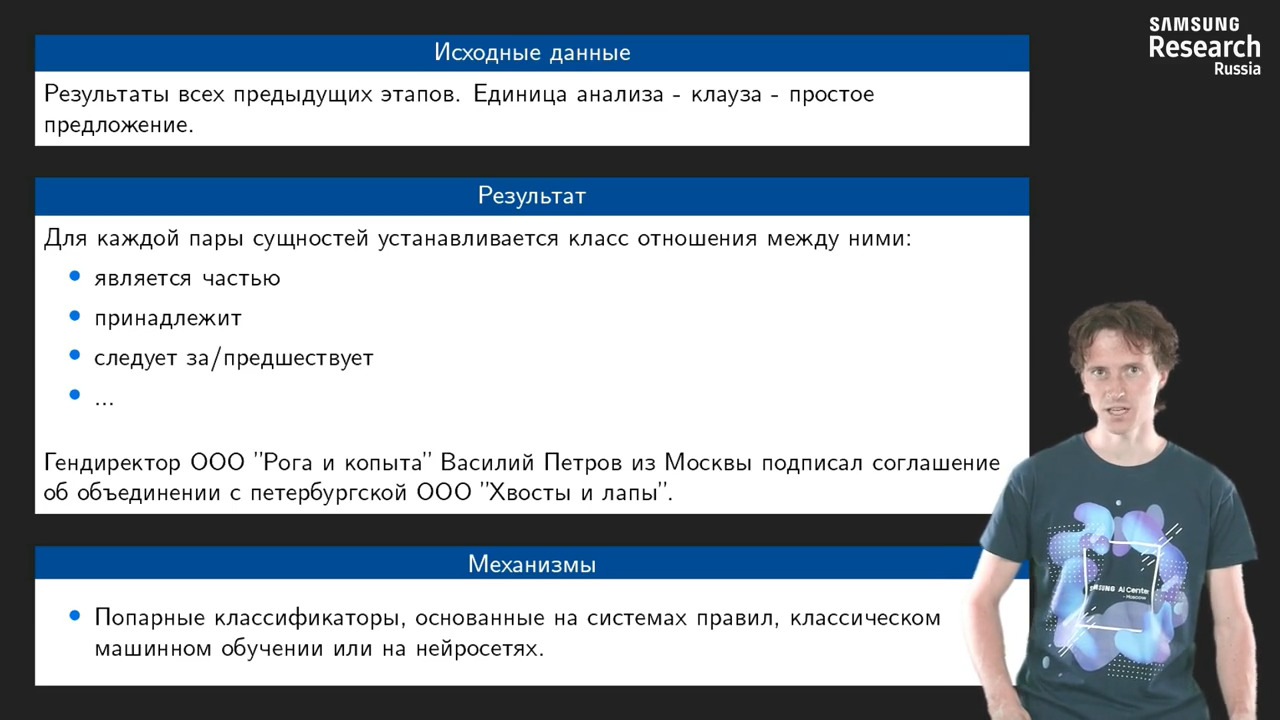 SAMSUNG
Research
Russia
Исходные данные
Результаты всех предыдущих этапов. Единица анализа - клауза - простое
предложение.
Результат
Для каждой пары сущностей устанавливается класс отношения между ними:
• является частью
• принадлежит
• следует за/предшествует
• ...
Гендиректор ООО ”Рога и копыта” Василий Петров из Москвы подписал соглашение
об объединении с петербургской ООО ”Хвосты и лапы”.
Механизмы
• Попарные классификаторы, основанные на системах правил, классическом
машинном обучении или на нейросетях.
SAMSUNG AI Center
- Moscow